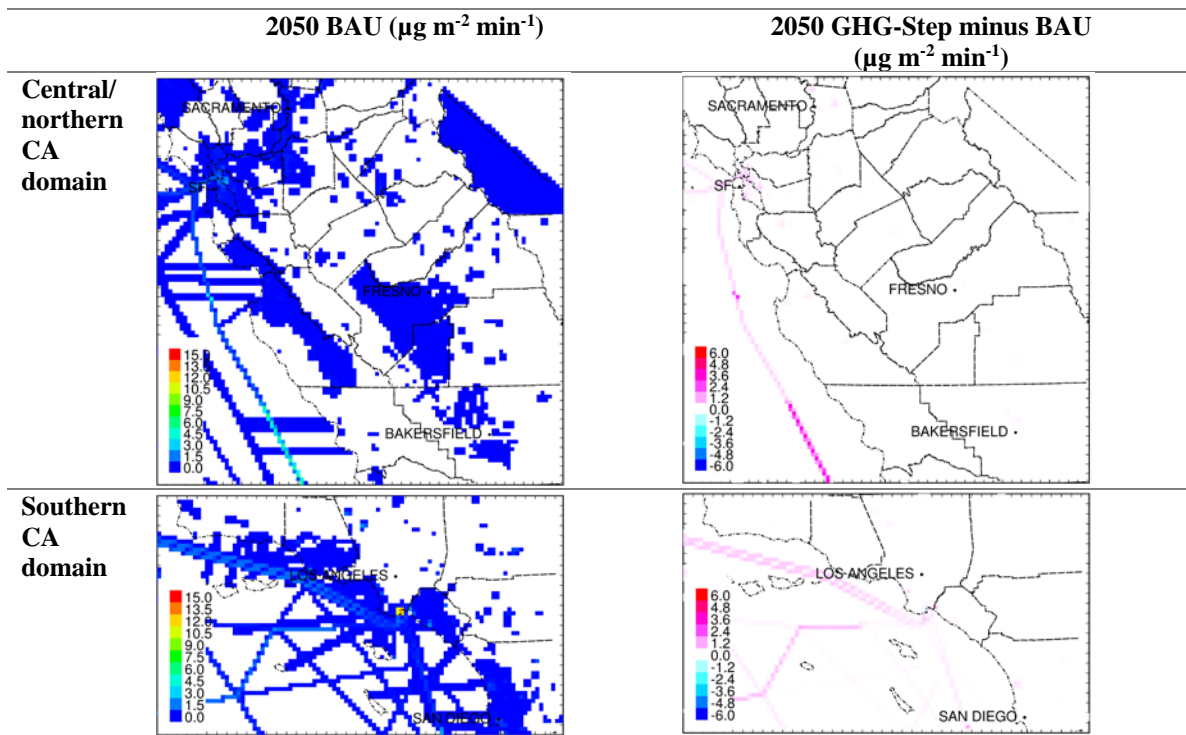 2050 BAU (µg m-2 min-1)
2050 GHG-Step minus BAU
(µg m-2 min-1)
Central/
northern
CA
domain
SACRAMENTO
SF
FRESNO
BAKERSFIELD
15.0
13.5
12.0
10.5
9.0
7.5
6.0
4.5
3.0
1.5
0.0
SACRAMENTO
SF
FRESNO
BAKERSFIELD
6.0
4.8
3.6
2.4
1.2
0.0
-1.2
-2.4
-3.6
-4.8
-6.0
Southern
CA
domain
LOS ANGELES
SAN DIEGO
15.0
13.5
12.0
10.5
9.0
7.5
6.0
4.5
3.0
1.5
0.0
LOS ANGELES
SAN DIEGO
6.0
4.8
3.6
2.4
1.2
0.0
-1.2
-2.4
-3.6
-4.8
-6.0